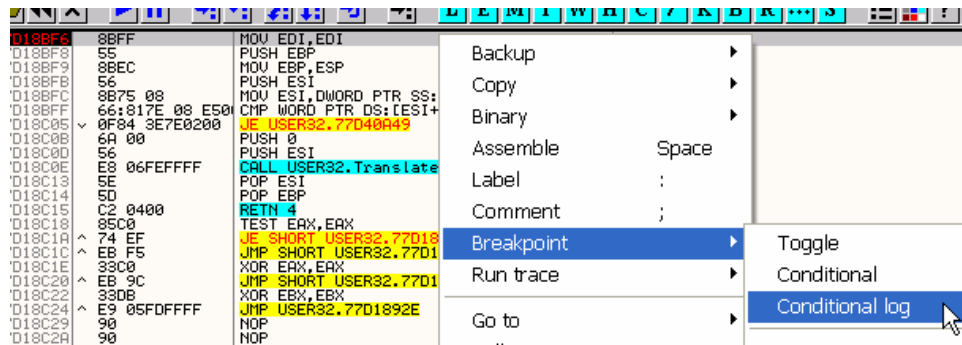 L E M T W H C / K B R ... S ?
D18BF6 8BFF MOV EDI,EDI
D18BF8 55 PUSH EBP
D18BF9 8BEC MOV EBP,ESP
D18BFB 56 PUSH ESI
D18BFC 8B75 08 MOV ESI,DWORD PTR SS:
D18BFF 66:817E 08 E50 CMP WORD PTR DS:[ESI+
D18C05 0F84 3E7E0200 JE USER32.77D40A49
D18C0B 6A 00 PUSH 0
D18C0D 56 PUSH ESI
D18C0E E8 06FEFFFF CALL USER32.Translate
D18C13 5E POP ESI
D18C14 5D POP EBP
D18C15 C2 0400 RETN 4
D18C18 85C0 TEST EAX,EAX
D18C1A ^ 74 EF JE SHORT USER32.77D18
D18C1C ^ EB F5 JMP SHORT USER32.77D1
D18C1E 33C0 XOR EAX,EAX
D18C20 ^ EB 9C JMP SHORT USER32.77D1
D18C22 33DB XOR EBX,EBX
D18C24 ^ E9 05FDFFFF JMP USER32.77D1892E
D18C29 90 NOP
D18C2A 90 NOP
Backup
Copy
Binary
Assemble Space
Label :
Comment ;
Breakpoint
Run trace
Go to
Toggle
Conditional
Conditional log